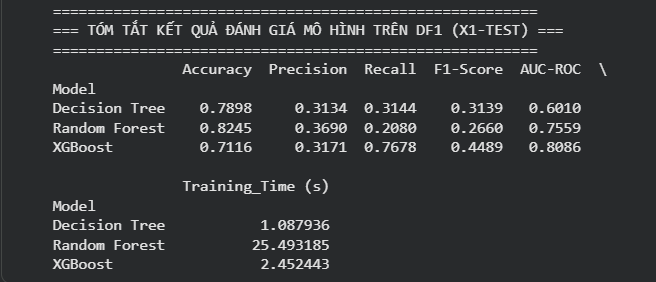 ============================================================
=== TÓM TẮT KẾT QUẢ ĐÁNH GIÁ MÔ HÌNH TRÊN DF1 (X1-TEST) ===
============================================================
Accuracy Precision Recall F1-Score AUC-ROC \
Model
Decision Tree 0.7898 0.3134 0.3144 0.3139 0.6010
Random Forest 0.8245 0.3690 0.2080 0.2660 0.7559
XGBoost 0.7116 0.3171 0.7678 0.4489 0.8086
Training_Time (s)
Model
Decision Tree 1.087936
Random Forest 25.493185
XGBoost 2.452443